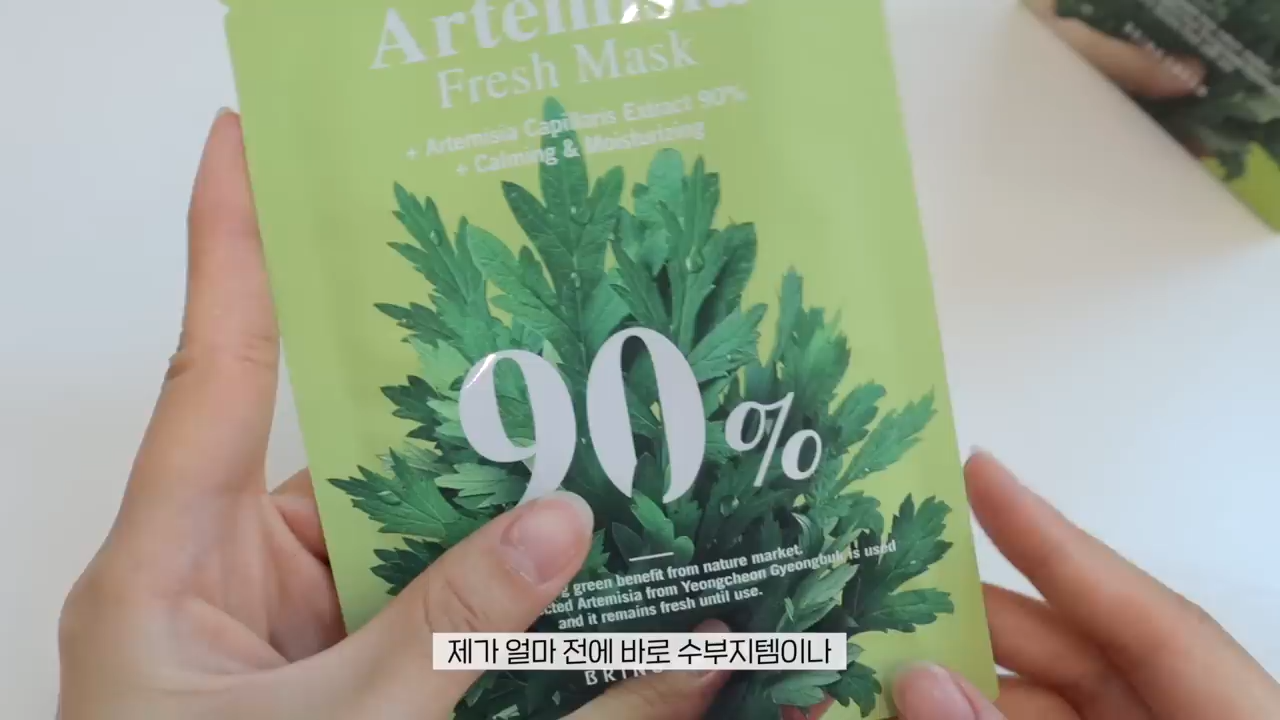 Artemisia
Fresh Mask
+ Artemisia Capillaris Extract 90%
+ Calming & Moisturizing
90%
green benefit from nature market.
Artemisia from Yeongcheon Gyeongbuk is used
and it remains fresh until use.
제가 얼마 전에 바로 수부지템이나